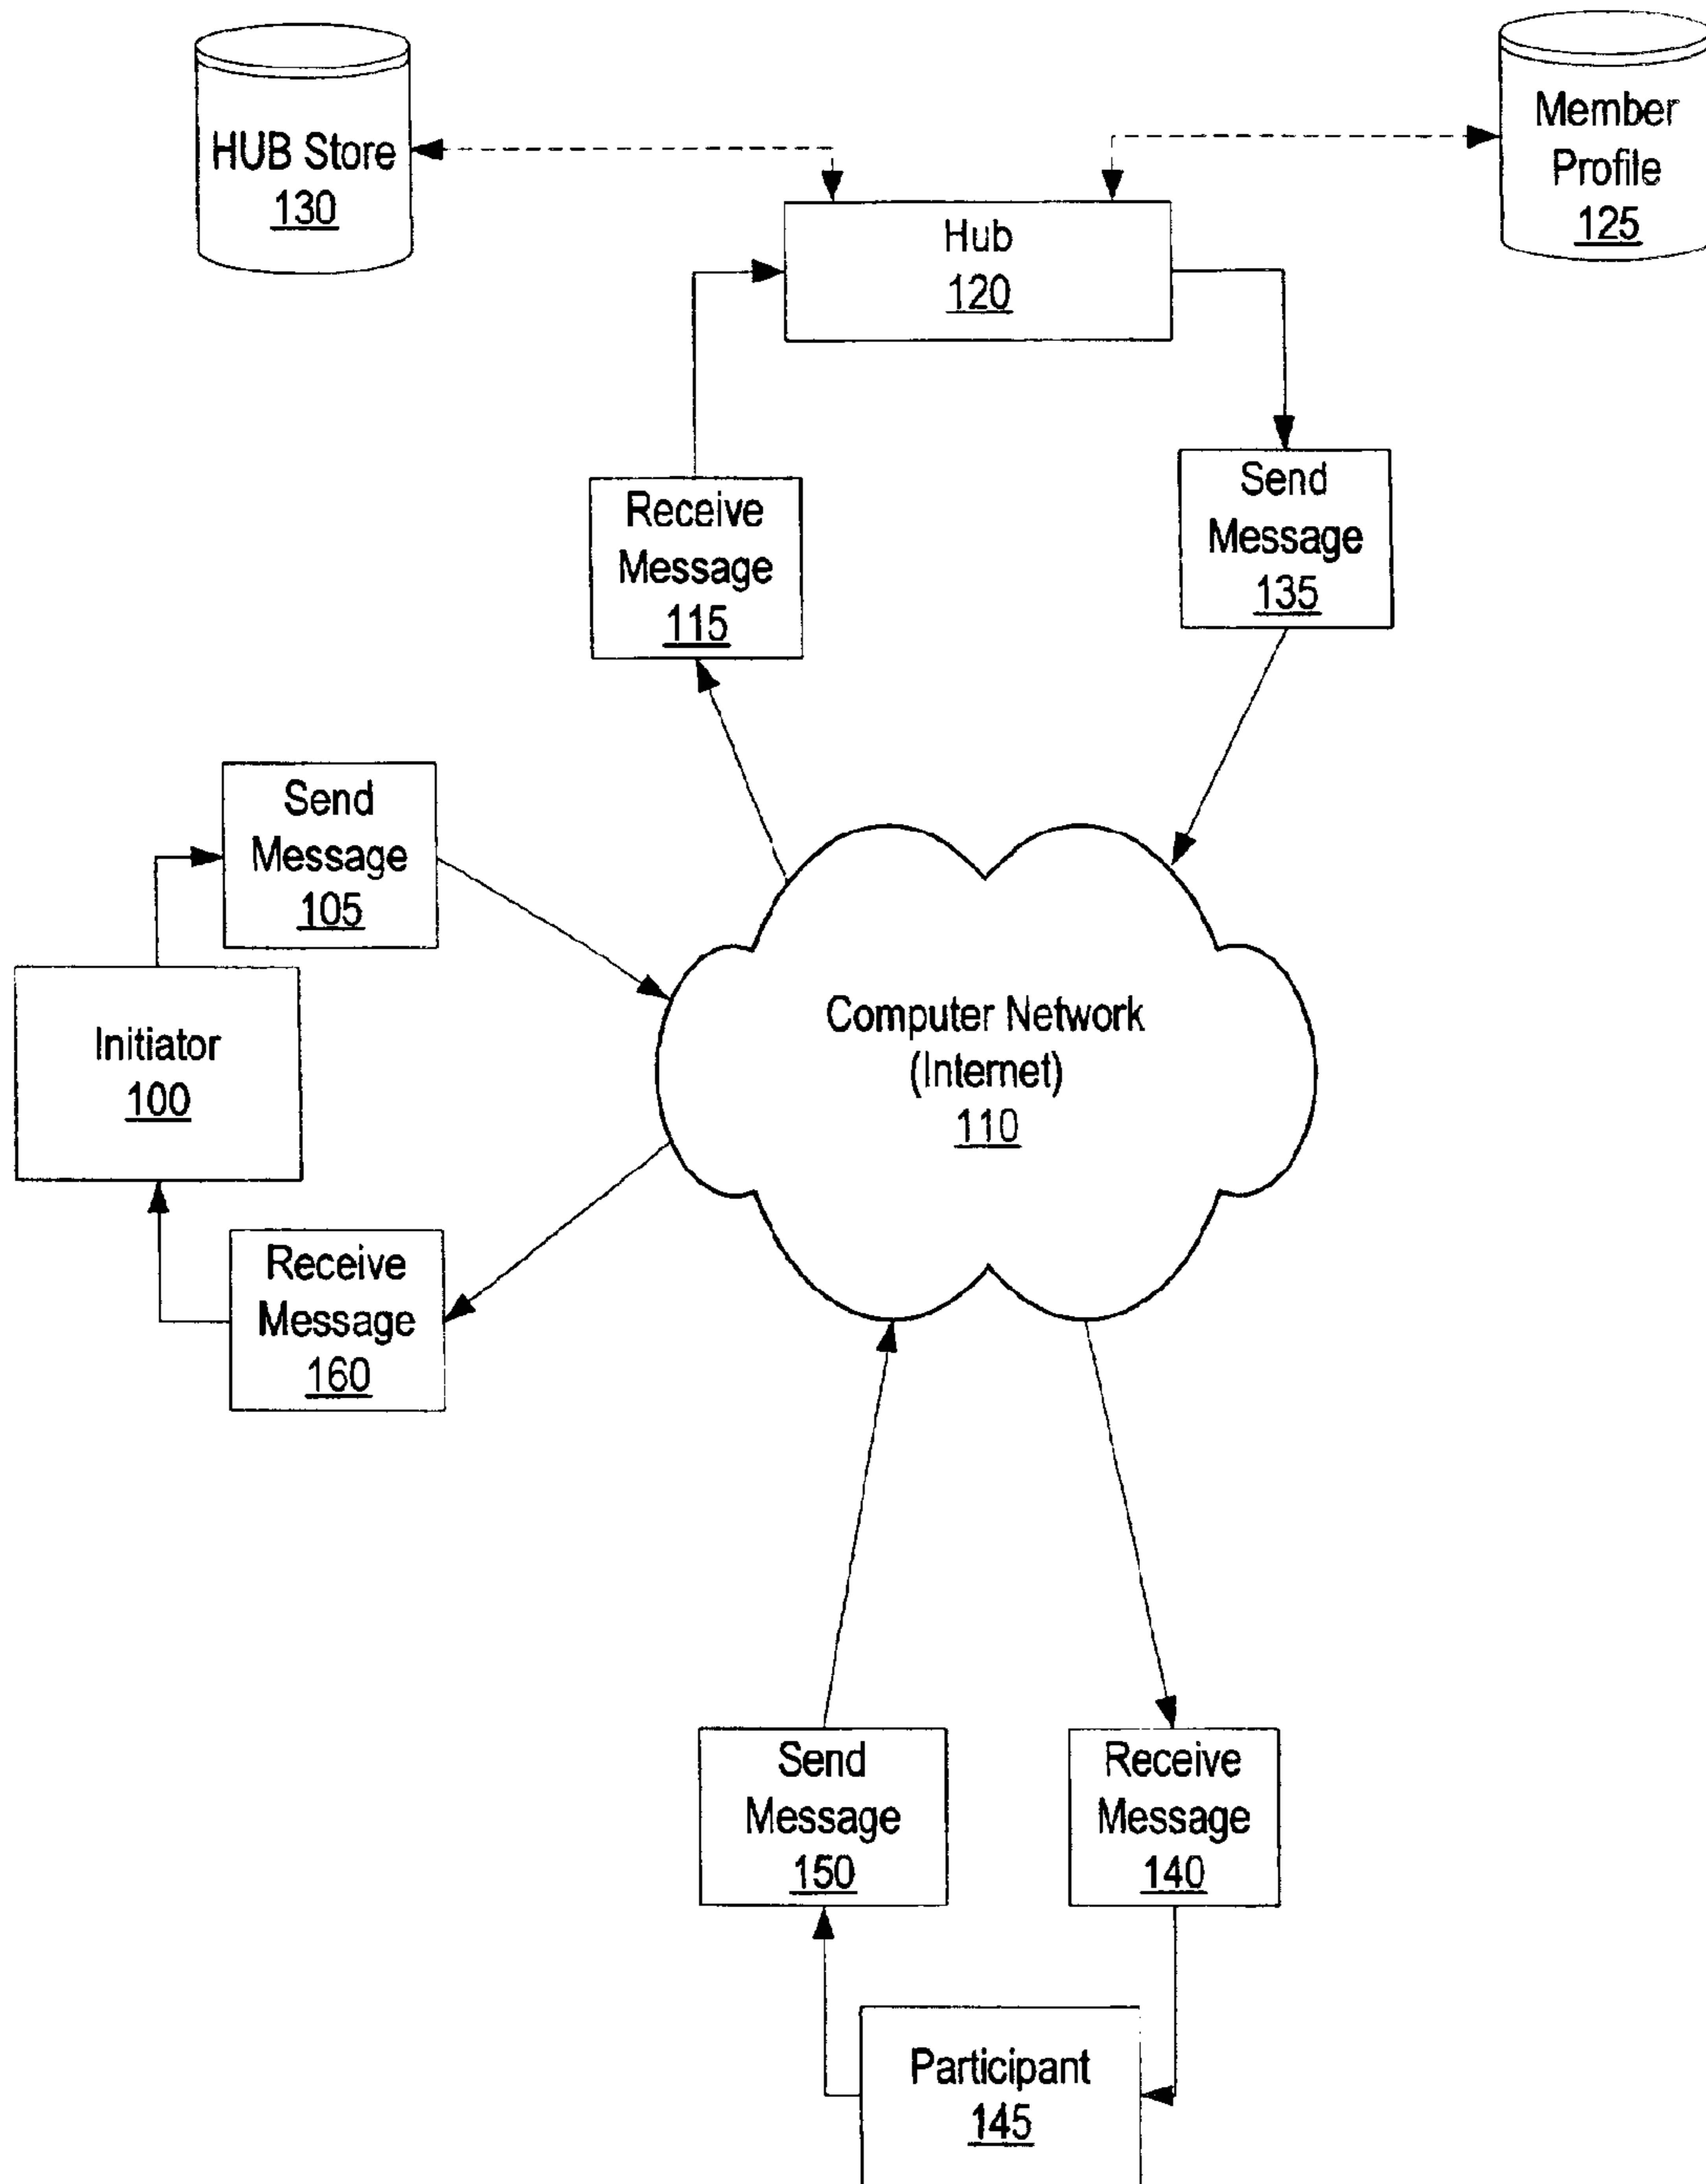 HUB Store
130
Member
Profile
125
Hub
120
Receive
Message
115
Send
Message
135
Send
Message
105
Initiator
100
Computer Network
(Internet)
110
Receive
Message
160
Send
Message
150
Receive
Message
140
Participant
145